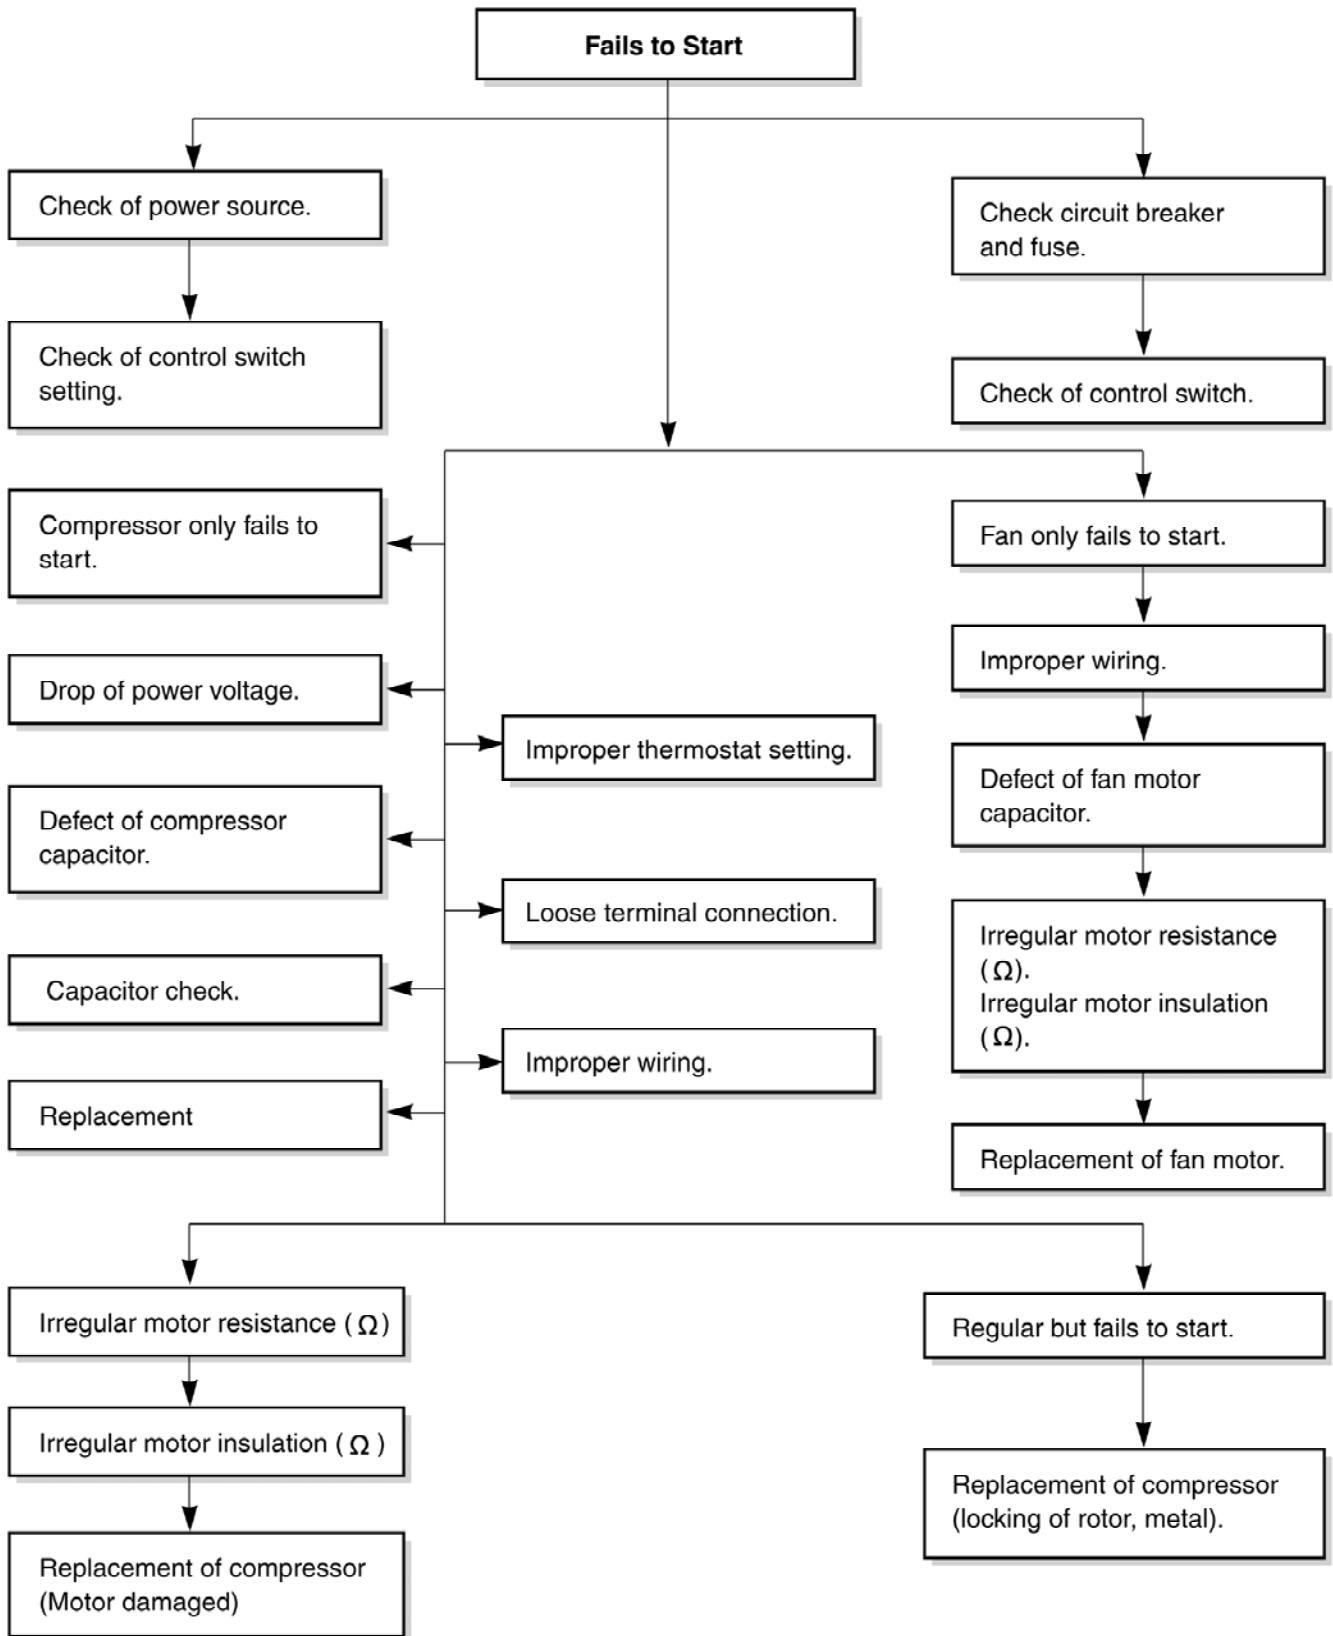 Fails to Start
Check of power source.
Check circuit breaker
and fuse.
Check of control switch
setting.
Check of control switch.
Compressor only fails to
start.
Fan only fails to start.
Drop of power voltage.
Improper wiring.
Improper thermostat setting.
Defect of fan motor
capacitor.
Defect of compressor
capacitor.
Loose terminal connection.
Irregular motor resistance
(Ω).
Irregular motor insulation
(Ω).
Capacitor check.
Improper wiring.
Replacement
Replacement of fan motor.
Irregular motor resistance (Ω)
Regular but fails to start.
Irregular motor insulation (Ω )
Replacement of compressor
(locking of rotor, metal).
Replacement of compressor
(Motor damaged)